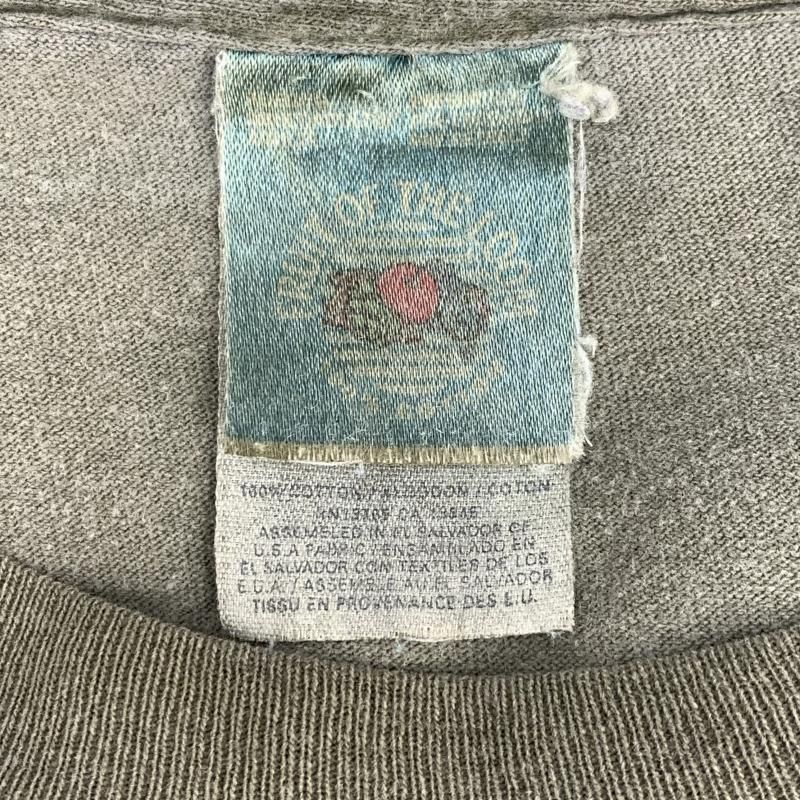 FRUIT OF THE LOOM
100% COTTON / ALGODON / COTON
ASSEMBLED IN EL SALVADOR OF
U.S.A FABRIC / ENSAMBLADO EN
EL SALVADOR CON TEXTILES DE LOS
E.U.A. / ASSEMBLE AU EL SALVADOR
TISSU EN PROVENANCE DES E.U.